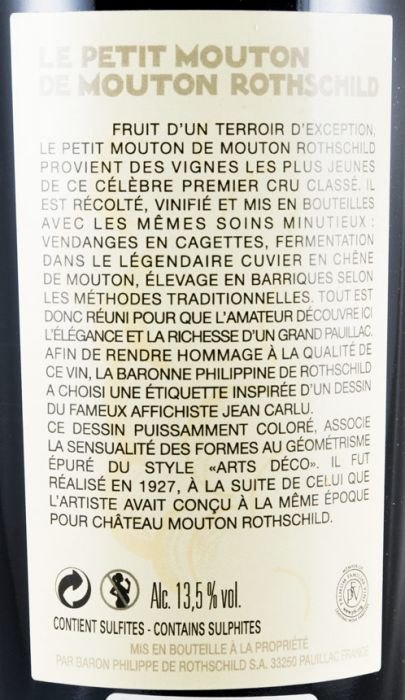 LE PETIT MOUTON
DE MOUTON ROTHSCHILD
FRUIT D'UN TERROIR D'EXCEPTION,
LE PETIT MOUTON DE MOUTON ROTHSCHILD
PROVIENT DES VIGNES LES PLUS JEUNES
DE CE CÉLÈBRE PREMIER CRU CLASSÉ. IL
EST RÉCOLTÉ, VINIFIÉ ET MIS EN BOUTEILLES
AVEC LES MÊMES SOINS MINUTIEUX :
VENDANGES EN CAGETTES, FERMENTATION
DANS LE LÉGENDAIRE CUVIER EN CHÊNE
DE MOUTON, ÉLEVAGE EN BARRIQUES SELON
LES MÉTHODES TRADITIONNELLES. TOUT EST
DONC RÉUNI POUR QUE L'AMATEUR DÉCOUVRE ICI
L'ÉLÉGANCE ET LA RICHESSE D'UN GRAND PAUILLAC.
AFIN DE RENDRE HOMMAGE À LA QUALITÉ DE
CE VIN, LA BARONNE PHILIPPINE DE ROTHSCHILD
A CHOISI UNE ÉTIQUETTE INSPIRÉE D'UN DESSIN
DU FAMEUX AFFICHISTE JEAN CARLU.
CE DESSIN PUISSAMMENT COLORÉ, ASSOCIE
LA SENSUALITÉ DES FORMES AU GÉOMÉTRISME
ÉPURÉ DU STYLE «ARTS DÉCO». IL FUT
RÉALISÉ EN 1927, À LA SUITE DE CELUI QUE
L'ARTISTE AVAIT CONÇU À LA MÊME ÉPOQUE
POUR CHÂTEAU MOUTON ROTHSCHILD.
Alc. 13,5 % vol.
CONTIENT SULFITES - CONTAINS SULPHITES
MIS EN BOUTEILLE À LA PROPRIÉTÉ
PAR BARON PHILIPPE DE ROTHSCHILD S.A. 33250 PAUILLAC FRANCE